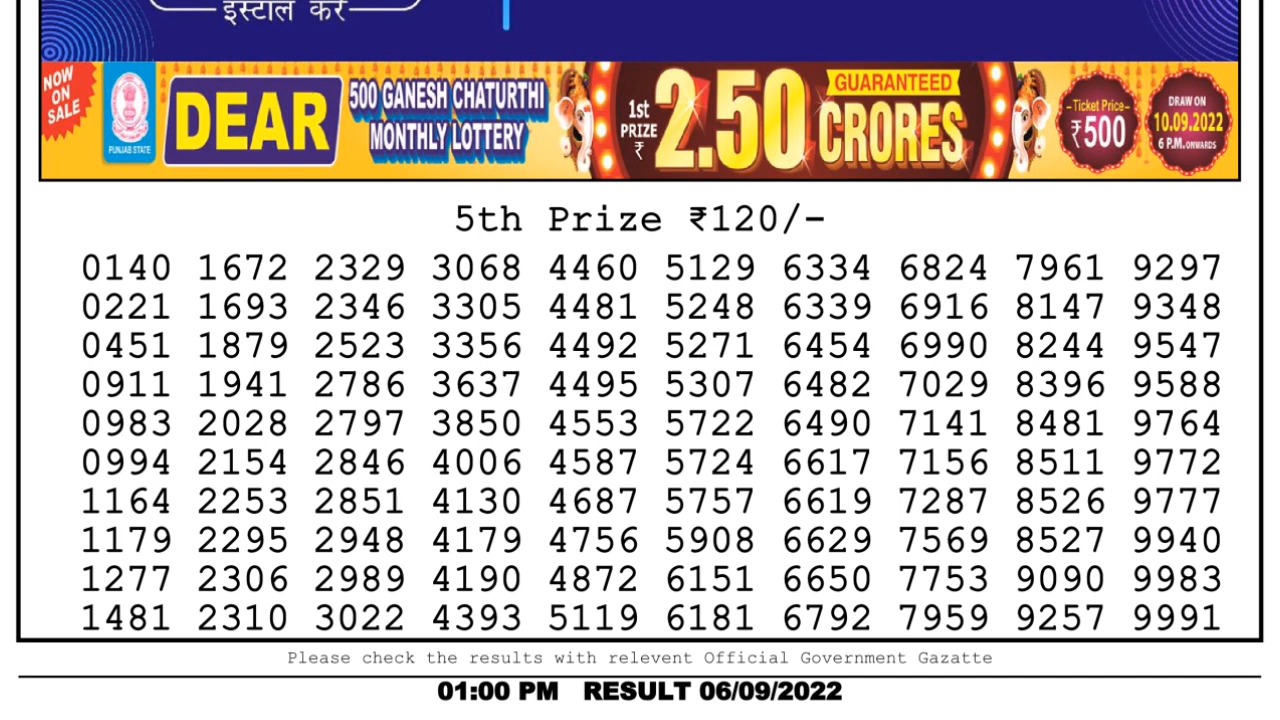 इंस्टॉल करें
NOW
ON
SALE
PUNJAB STATE
DEAR
500 GANESH CHATURTHI
MONTHLY LOTTERY
1st
PRIZE
₹
2.50
GUARANTEED
CRORES
Ticket Price
₹500
DRAW ON
10.09.2022
6 P.M. ONWARDS
5th Prize ₹120/-
0140 1672 2329 3068 4460 5129 6334 6824 7961 9297
0221 1693 2346 3305 4481 5248 6339 6916 8147 9348
0451 1879 2523 3356 4492 5271 6454 6990 8244 9547
0911 1941 2786 3637 4495 5307 6482 7029 8396 9588
0983 2028 2797 3850 4553 5722 6490 7141 8481 9764
0994 2154 2846 4006 4587 5724 6617 7156 8511 9772
1164 2253 2851 4130 4687 5757 6619 7287 8526 9777
1179 2295 2948 4179 4756 5908 6629 7569 8527 9940
1277 2306 2989 4190 4872 6151 6650 7753 9090 9983
1481 2310 3022 4393 5119 6181 6792 7959 9257 9991
Please check the results with relevent Official Government Gazatte
01:00 PM RESULT 06/09/2022